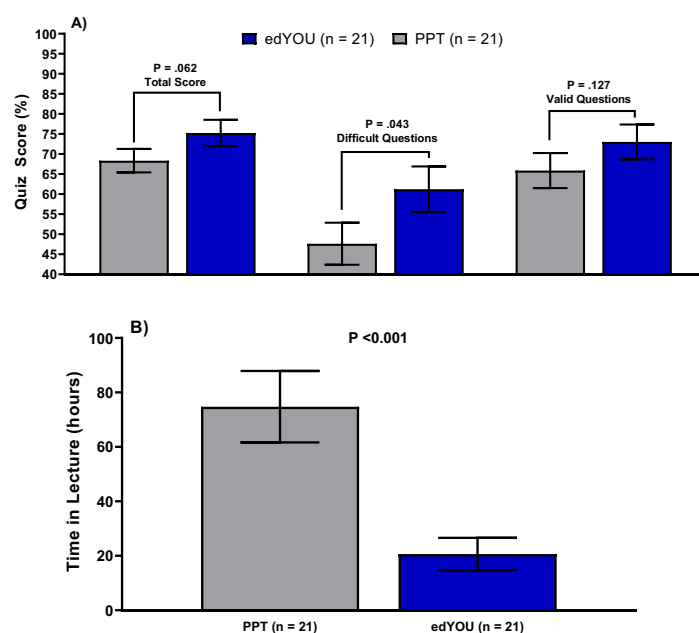 A)
edYOU (n = 21) PPT (n = 21)
Quiz Score (%)
100
95
90
85
80
75
70
65
60
55
50
45
40
P = .062
Total Score
P = .043
Difficult Questions
P = .127
Valid Questions
B)
P <0.001
Time in Lecture (hours)
100
80
60
40
20
0
PPT (n = 21) edYOU (n = 21)